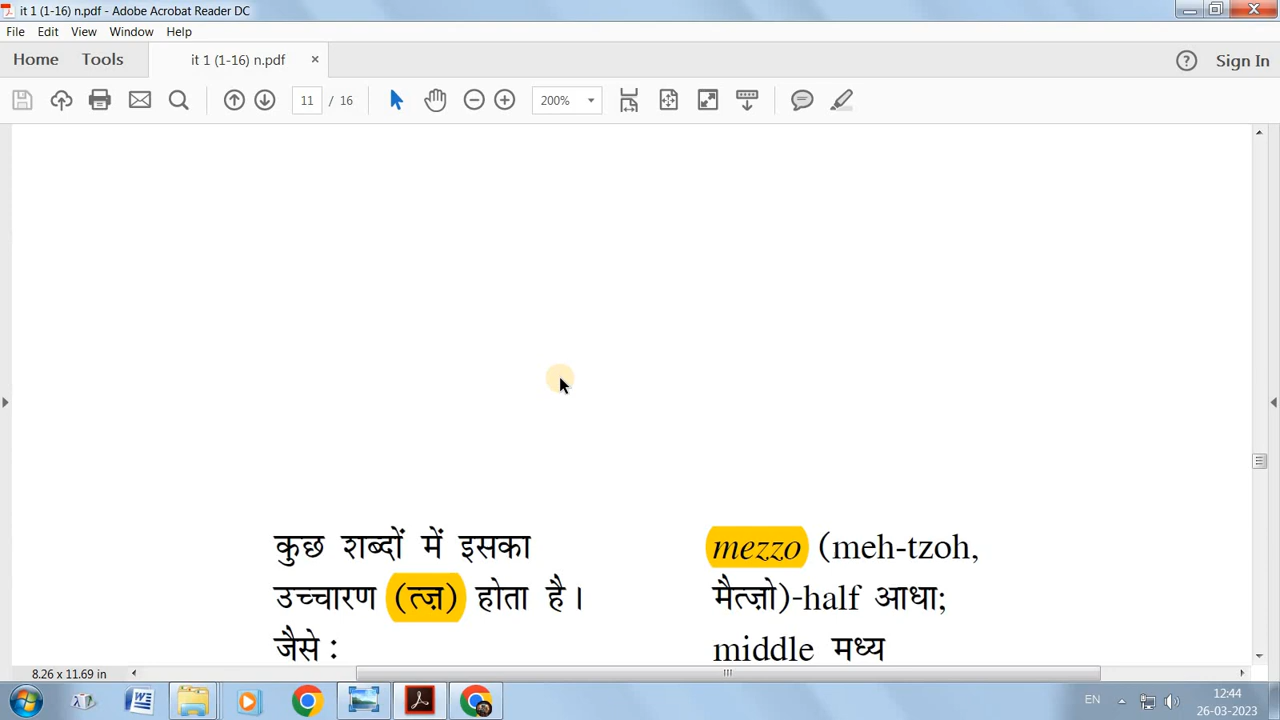 it 1 (1-16) n.pdf - Adobe Acrobat Reader DC
File Edit View Window Help
Home Tools it 1 (1-16) n.pdf × ? Sign In
11 / 16 200%
कुछ शब्दों में इसका
उच्चारण (त्ज़) होता है।
जैसे :
mezzo (meh-tzoh,
मैत्ज़ो)-half आधा;
middle मध्य
8.26 x 11.69 in
EN 12:44
26-03-2023